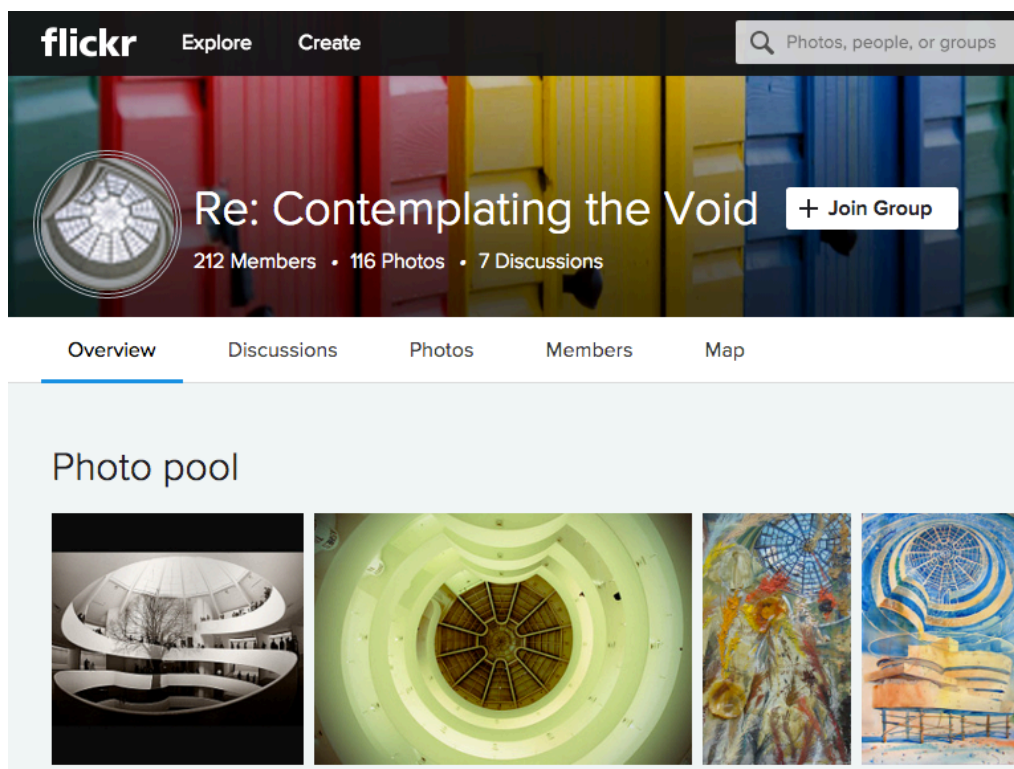 flickr Explore Create Photos, people, or groups
Re: Contemplating the Void + Join Group
212 Members • 116 Photos • 7 Discussions
Overview Discussions Photos Members Map
Photo pool